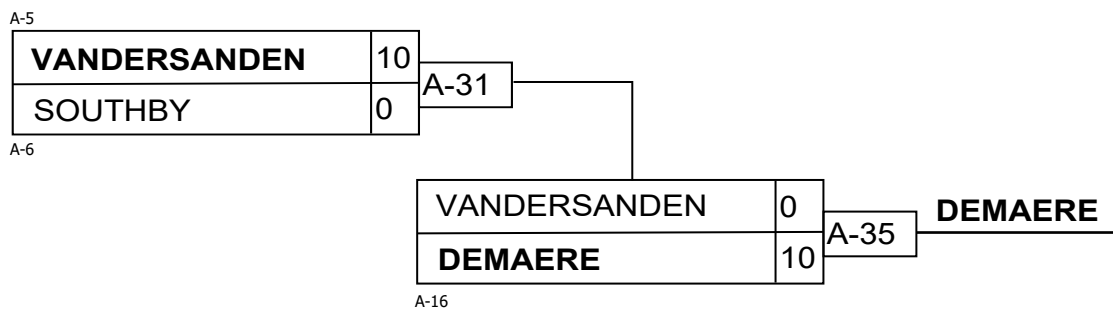 A-5
VANDERSANDEN 10
A-31
SOUTHBY 0
A-6
VANDERSANDEN 0
DEMAERE
A-35
DEMAERE 10
A-16